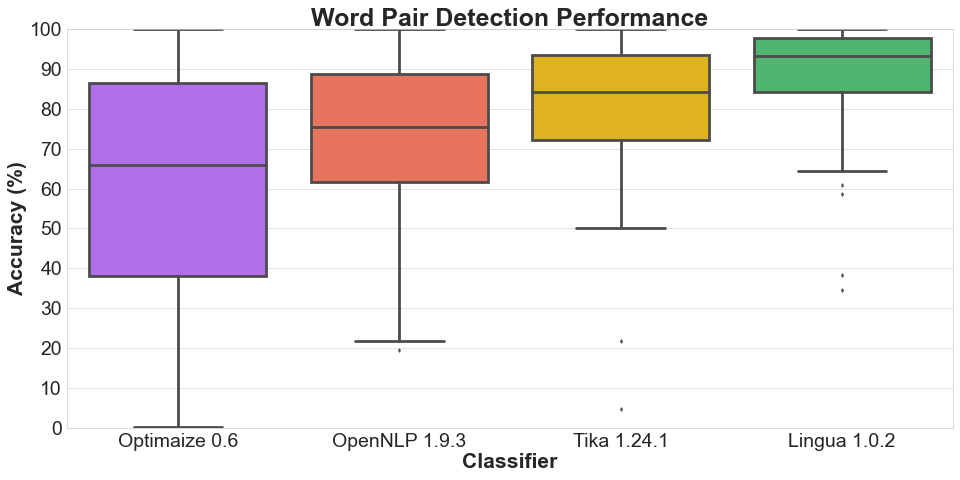 Word Pair Detection Performance
100
90
80
70
60
50
40
30
20
10
0
Accuracy (%)
Optimaize 0.6
OpenNLP 1.9.3
Tika 1.24.1
Lingua 1.0.2
Classifier